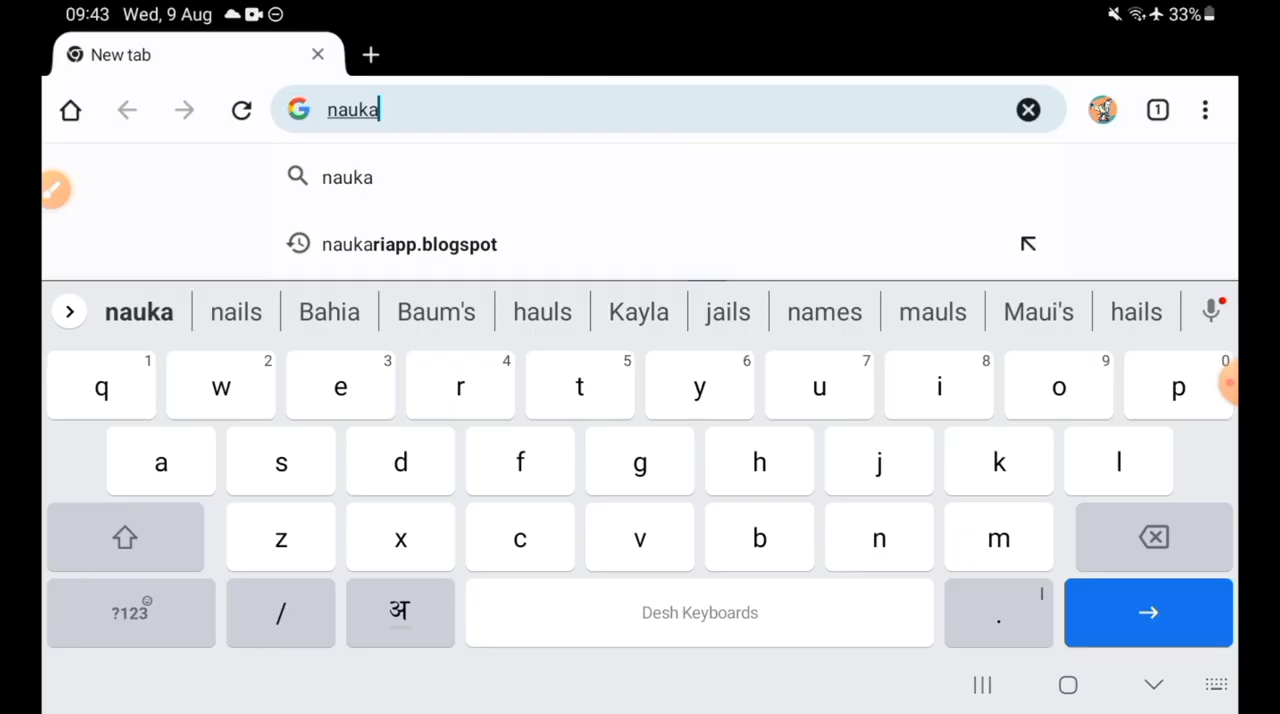 09:43 Wed, 9 Aug 33%
New tab
nauka 1
nauka
naukariapp.blogspot
nauka nails Bahia Baum's hauls Kayla jails names mauls Maui's hails
1 2 3 4 5 6 7 8 9 0
q w e r t y u i o p
a s d f g h j k l
z x c v b n m
?123 / अ Desh Keyboards . |